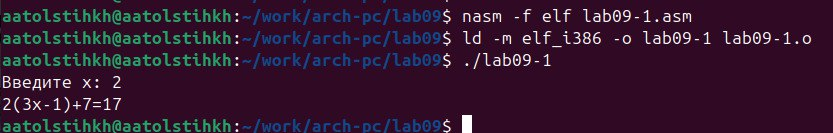 aatolstihkh@aatolstihkh:~/work/arch-pc/lab09$ nasm -f elf lab09-1.asm
aatolstihkh@aatolstihkh:~/work/arch-pc/lab09$ ld -m elf_i386 -o lab09-1 lab09-1.o
aatolstihkh@aatolstihkh:~/work/arch-pc/lab09$ ./lab09-1
Введите x: 2
2(3x-1)+7=17
aatolstihkh@aatolstihkh:~/work/arch-pc/lab09$